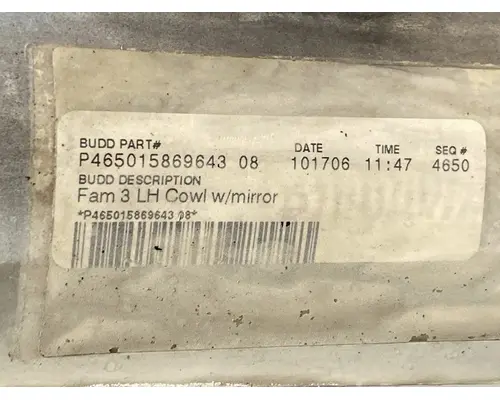 BUDD PART# DATE TIME SEQ #
P465015869643 08 101706 11:47 4650
BUDD DESCRIPTION
Fam 3 LH Cowl w/mirror
*P465015869643 08*